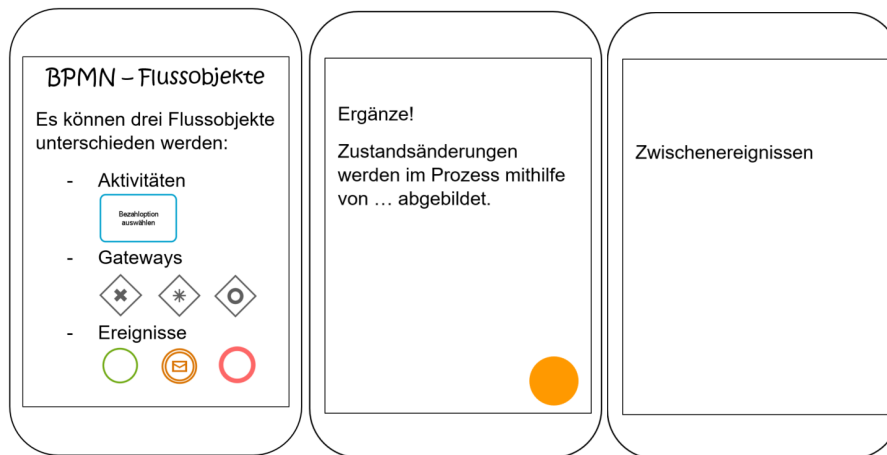 BPMN – Flussobjekte
Es können drei Flussobjekte
unterschieden werden:
- Aktivitäten
Bezahloption
auswählen
- Gateways
- Ereignisse
Ergänze!
Zustandsänderungen
werden im Prozess mithilfe
von … abgebildet.
Zwischenereignissen